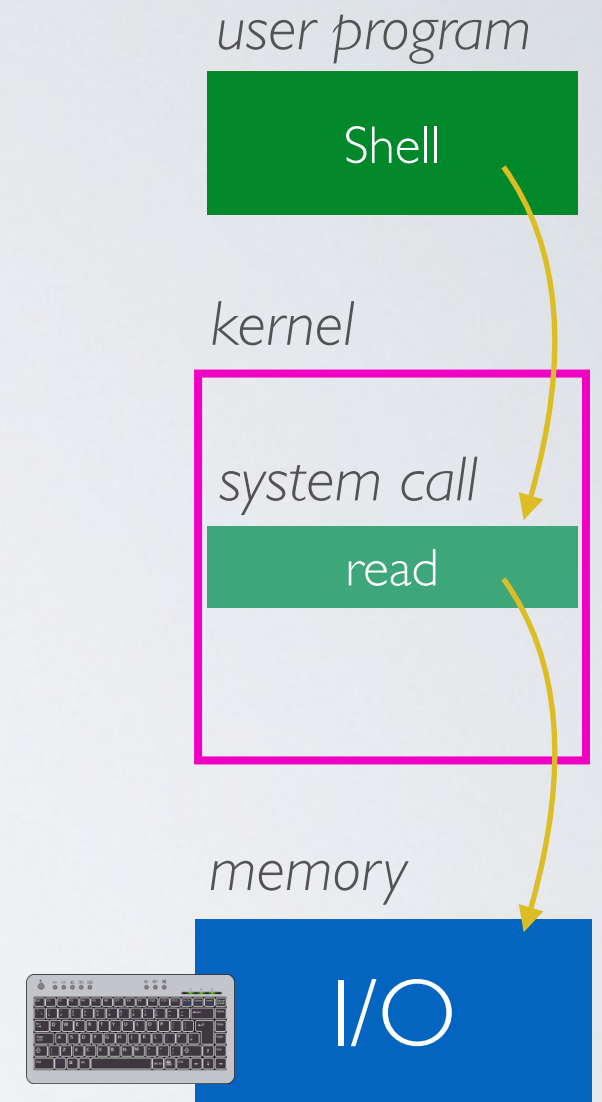 user program
Shell
kernel
system call
read
memory
I/O